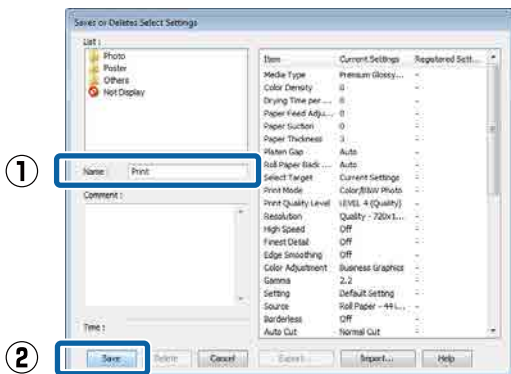 Saves or Deletes Select Settings
List :
Photo
Poster
Others
Not Display
① Name : Print
Comment :
Time :
② Save Delete Cancel Export... Import... Help
Item Current Settings Registered Sett...
Media Type Premium Glossy... -
Color Density 0 -
Drying Time per ... 0 -
Paper Feed Adju... 0 -
Paper Suction 0 -
Paper Thickness 3 -
Platen Gap Auto -
Roll Paper Back ... Auto -
Select Target Current Settings -
Print Mode Color/B&W Photo -
Print Quality Level LEVEL 4 (Quality) -
Resolution Quality - 720x1... -
High Speed Off -
Finest Detail Off -
Edge Smoothing Off -
Color Adjustment Business Graphics -
Gamma 2.2 -
Setting Default Setting -
Source Roll Paper - 44 i... -
Borderless Off -
Auto Cut Normal Cut -